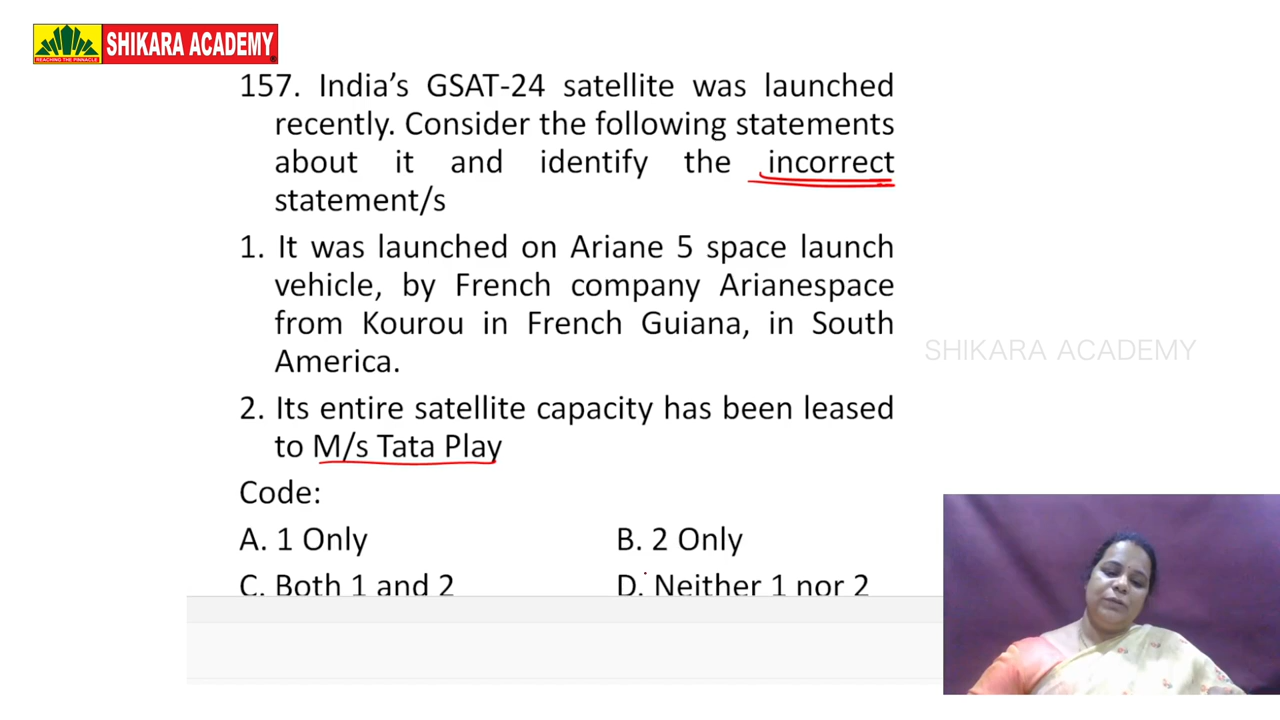 SHIKARA ACADEMY
REACHING THE PINNACLE
157. India's GSAT-24 satellite was launched
recently. Consider the following statements
about it and identify the incorrect
statement/s
1. It was launched on Ariane 5 space launch
vehicle, by French company Arianespace
from Kourou in French Guiana, in South
America.
SHIKARA ACADEMY
2. Its entire satellite capacity has been leased
to M/s Tata Play
Code:
A. 1 Only B. 2 Only
C. Both 1 and 2 D. Neither 1 nor 2